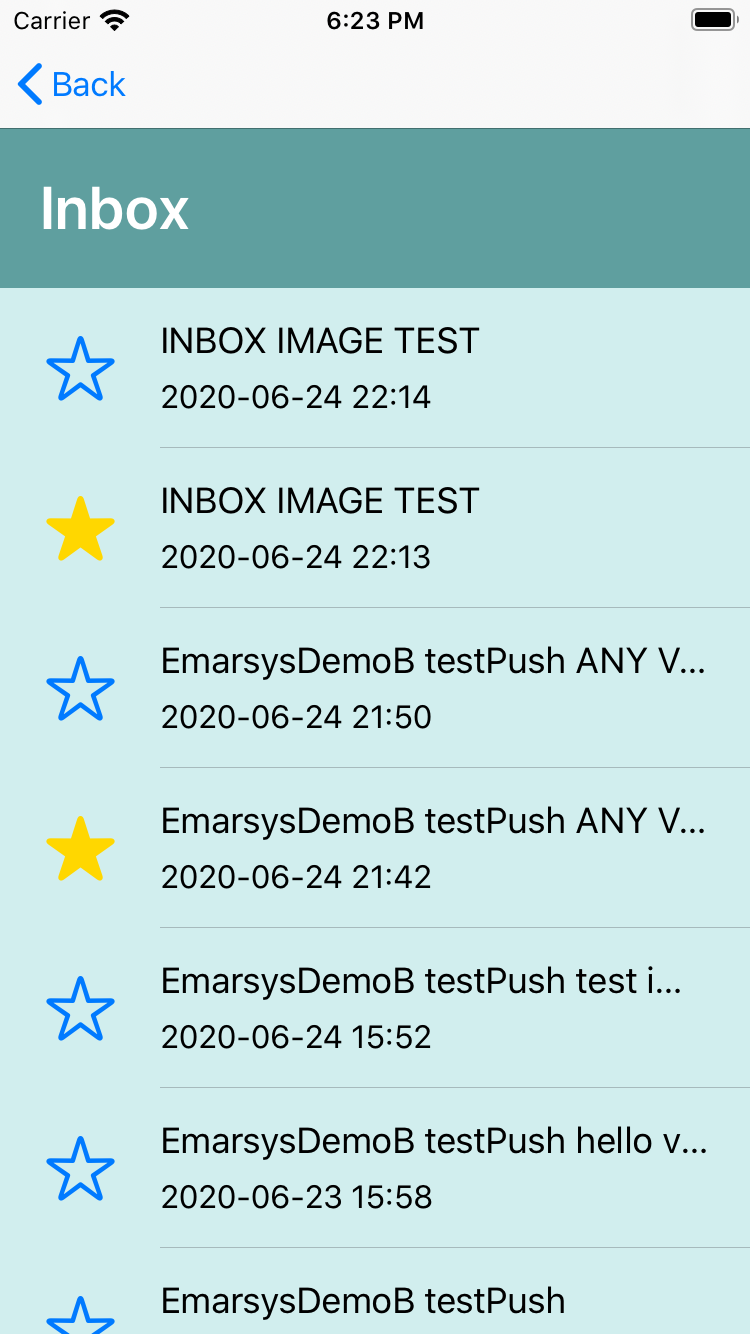 Carrier 6:23 PM
Back
Inbox
INBOX IMAGE TEST
2020-06-24 22:14
INBOX IMAGE TEST
2020-06-24 22:13
EmarsysDemoB testPush ANY V...
2020-06-24 21:50
EmarsysDemoB testPush ANY V...
2020-06-24 21:42
EmarsysDemoB testPush test i...
2020-06-24 15:52
EmarsysDemoB testPush hello v...
2020-06-23 15:58
EmarsysDemoB testPush